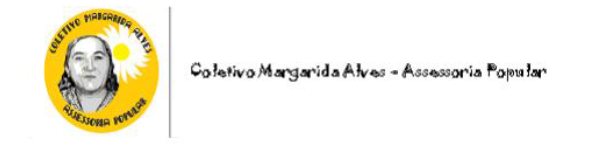 COLETIVO MARGARIDA ALVES
ASSESSORIA POPULAR
Coletivo Margarida Alves - Assessoria Popular